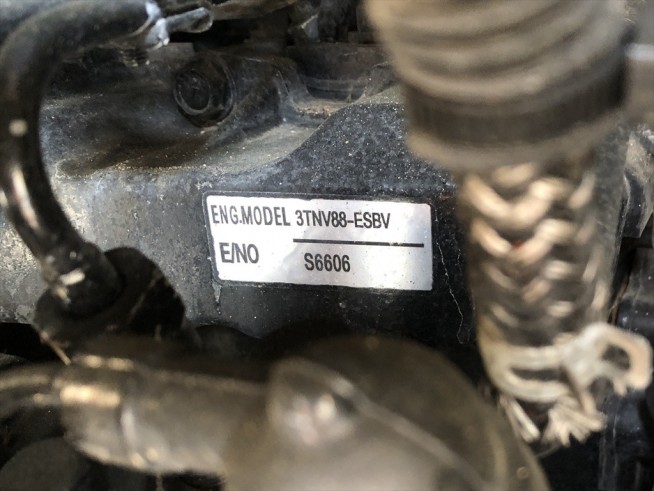 ENG.MODEL 3TNV88-ESBV
E/NO S6606